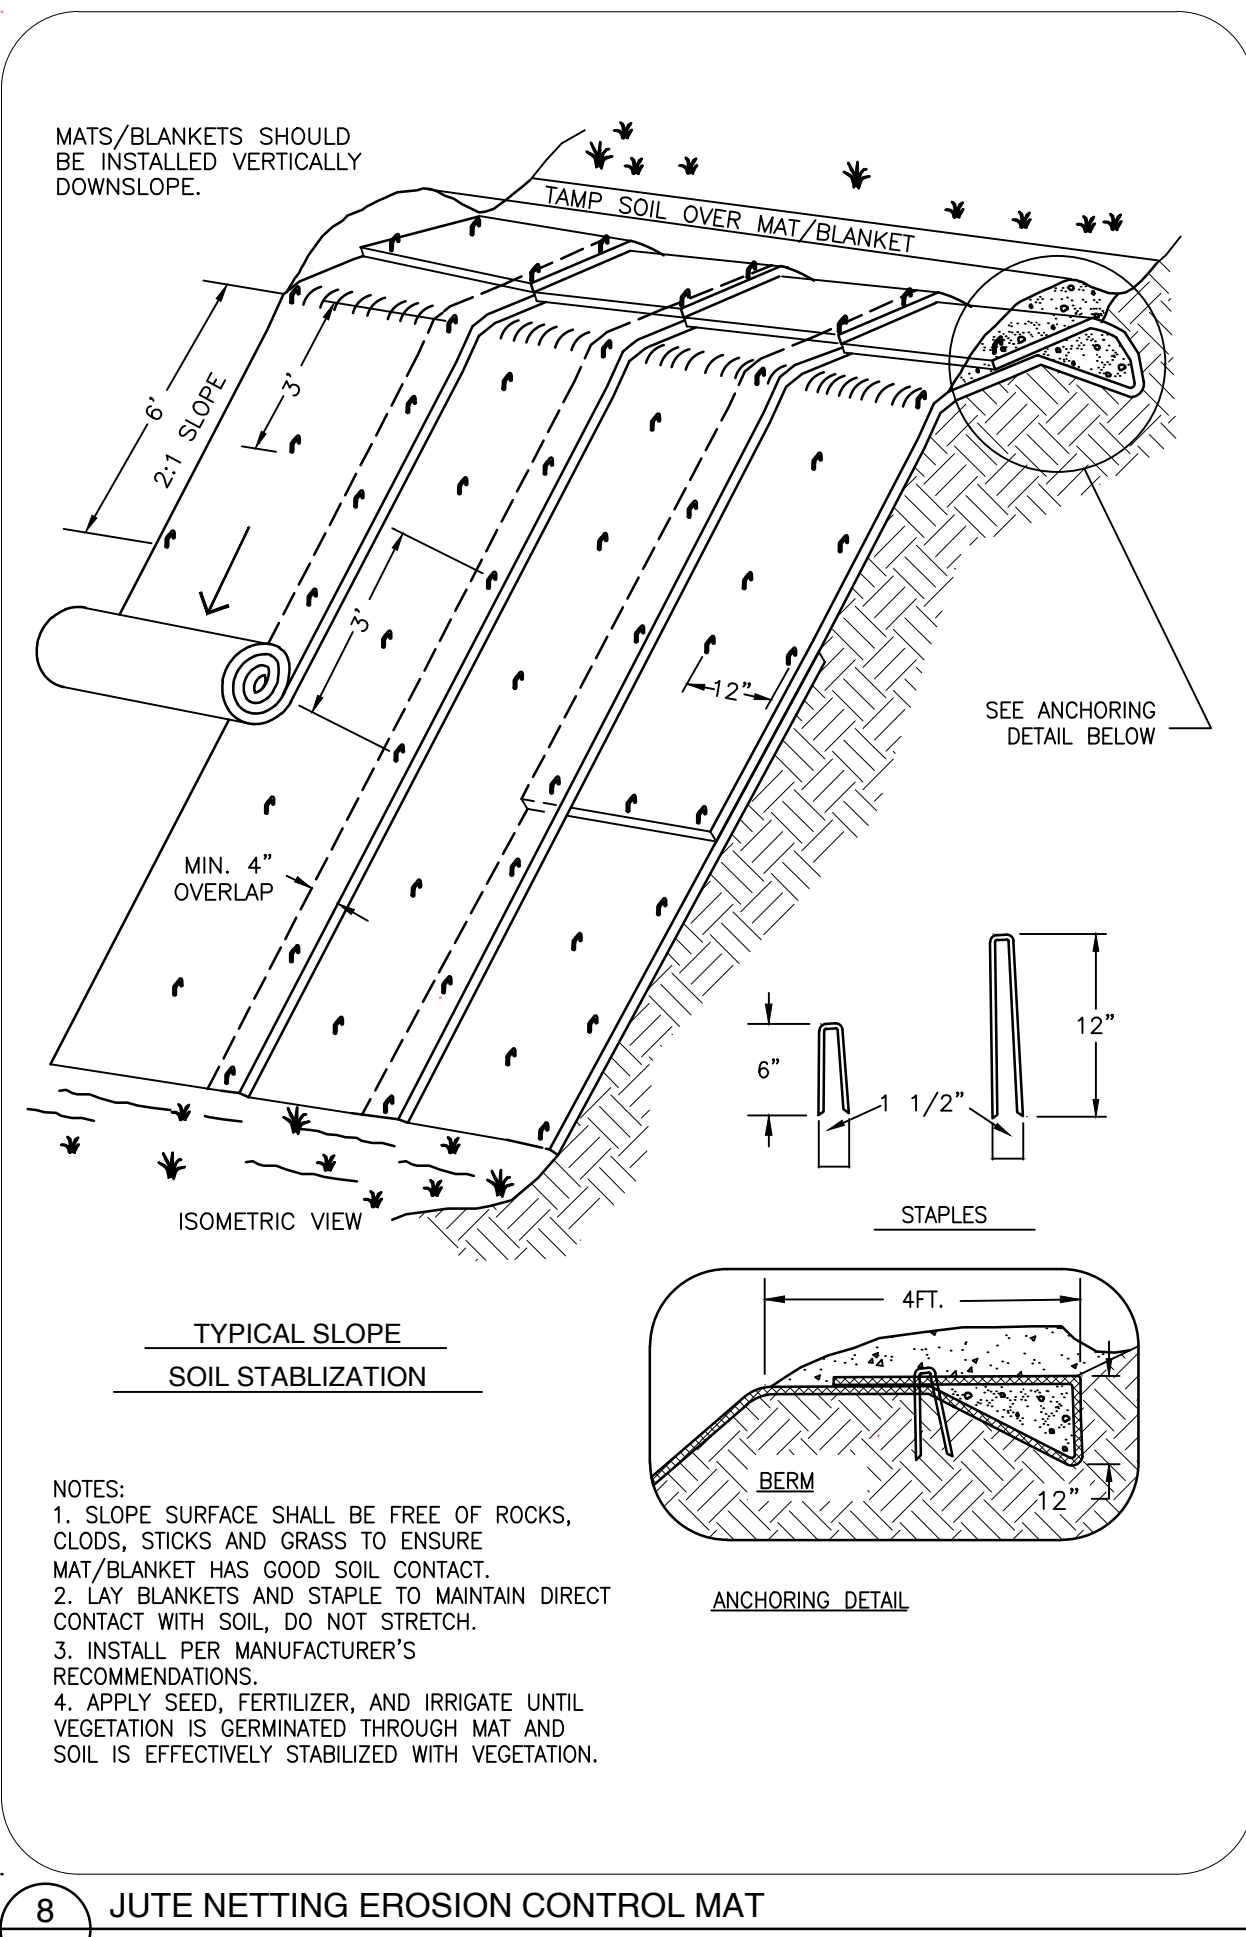 MATS/BLANKETS SHOULD
BE INSTALLED VERTICALLY
DOWNSLOPE.
TAMP SOIL OVER MAT/BLANKET
6'
2:1 SLOPE
3'
3'
12"
SEE ANCHORING
DETAIL BELOW
MIN. 4"
OVERLAP
6"
12"
1 1/2"
STAPLES
ISOMETRIC VIEW
TYPICAL SLOPE
SOIL STABLIZATION
4FT.
BERM
12"
ANCHORING DETAIL
NOTES:
1. SLOPE SURFACE SHALL BE FREE OF ROCKS,
CLODS, STICKS AND GRASS TO ENSURE
MAT/BLANKET HAS GOOD SOIL CONTACT.
2. LAY BLANKETS AND STAPLE TO MAINTAIN DIRECT
CONTACT WITH SOIL, DO NOT STRETCH.
3. INSTALL PER MANUFACTURER'S
RECOMMENDATIONS.
4. APPLY SEED, FERTILIZER, AND IRRIGATE UNTIL
VEGETATION IS GERMINATED THROUGH MAT AND
SOIL IS EFFECTIVELY STABILIZED WITH VEGETATION.
8 JUTE NETTING EROSION CONTROL MAT